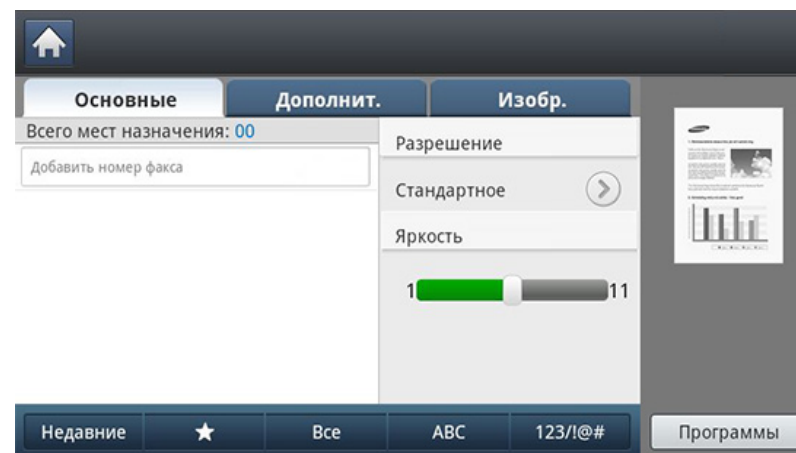 Основные
Дополнит.
Изобр.
Всего мест назначения: 00
Добавить номер факса
Разрешение
Стандартное
Яркость
1
11
Недавние
Все
ABC
123/!@#
Программы